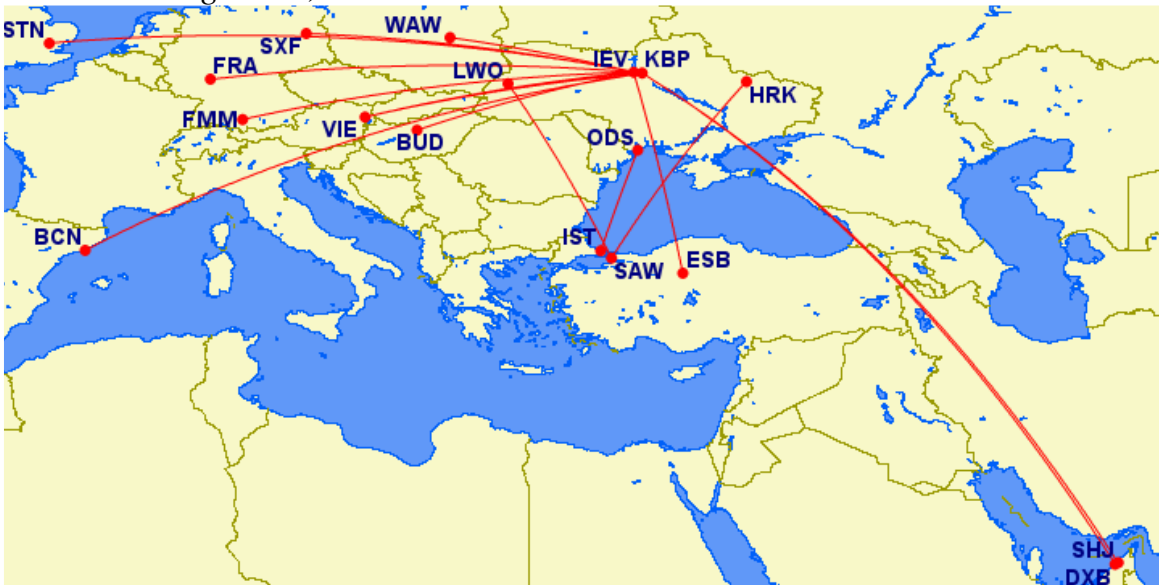 STN
SXF
WAW
FRA
LWO
IEV
KBP
HRK
FMM
VIE
BUD
ODS
BCN
IST
SAW
ESB
SHJ
DXB